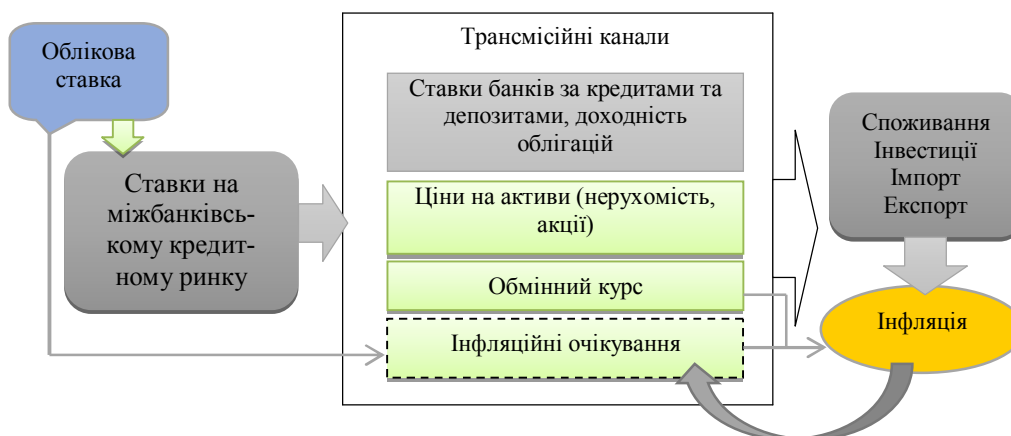 Облікова
ставка
Ставки на
міжбанківсь-
кому кредит-
ному ринку
Трансмісійні канали
Ставки банків за кредитами та
депозитами, доходність
облігацій
Ціни на активи (нерухомість,
акції)
Обмінний курс
Інфляційні очікування
Споживання
Інвестиції
Імпорт
Експорт
Інфляція